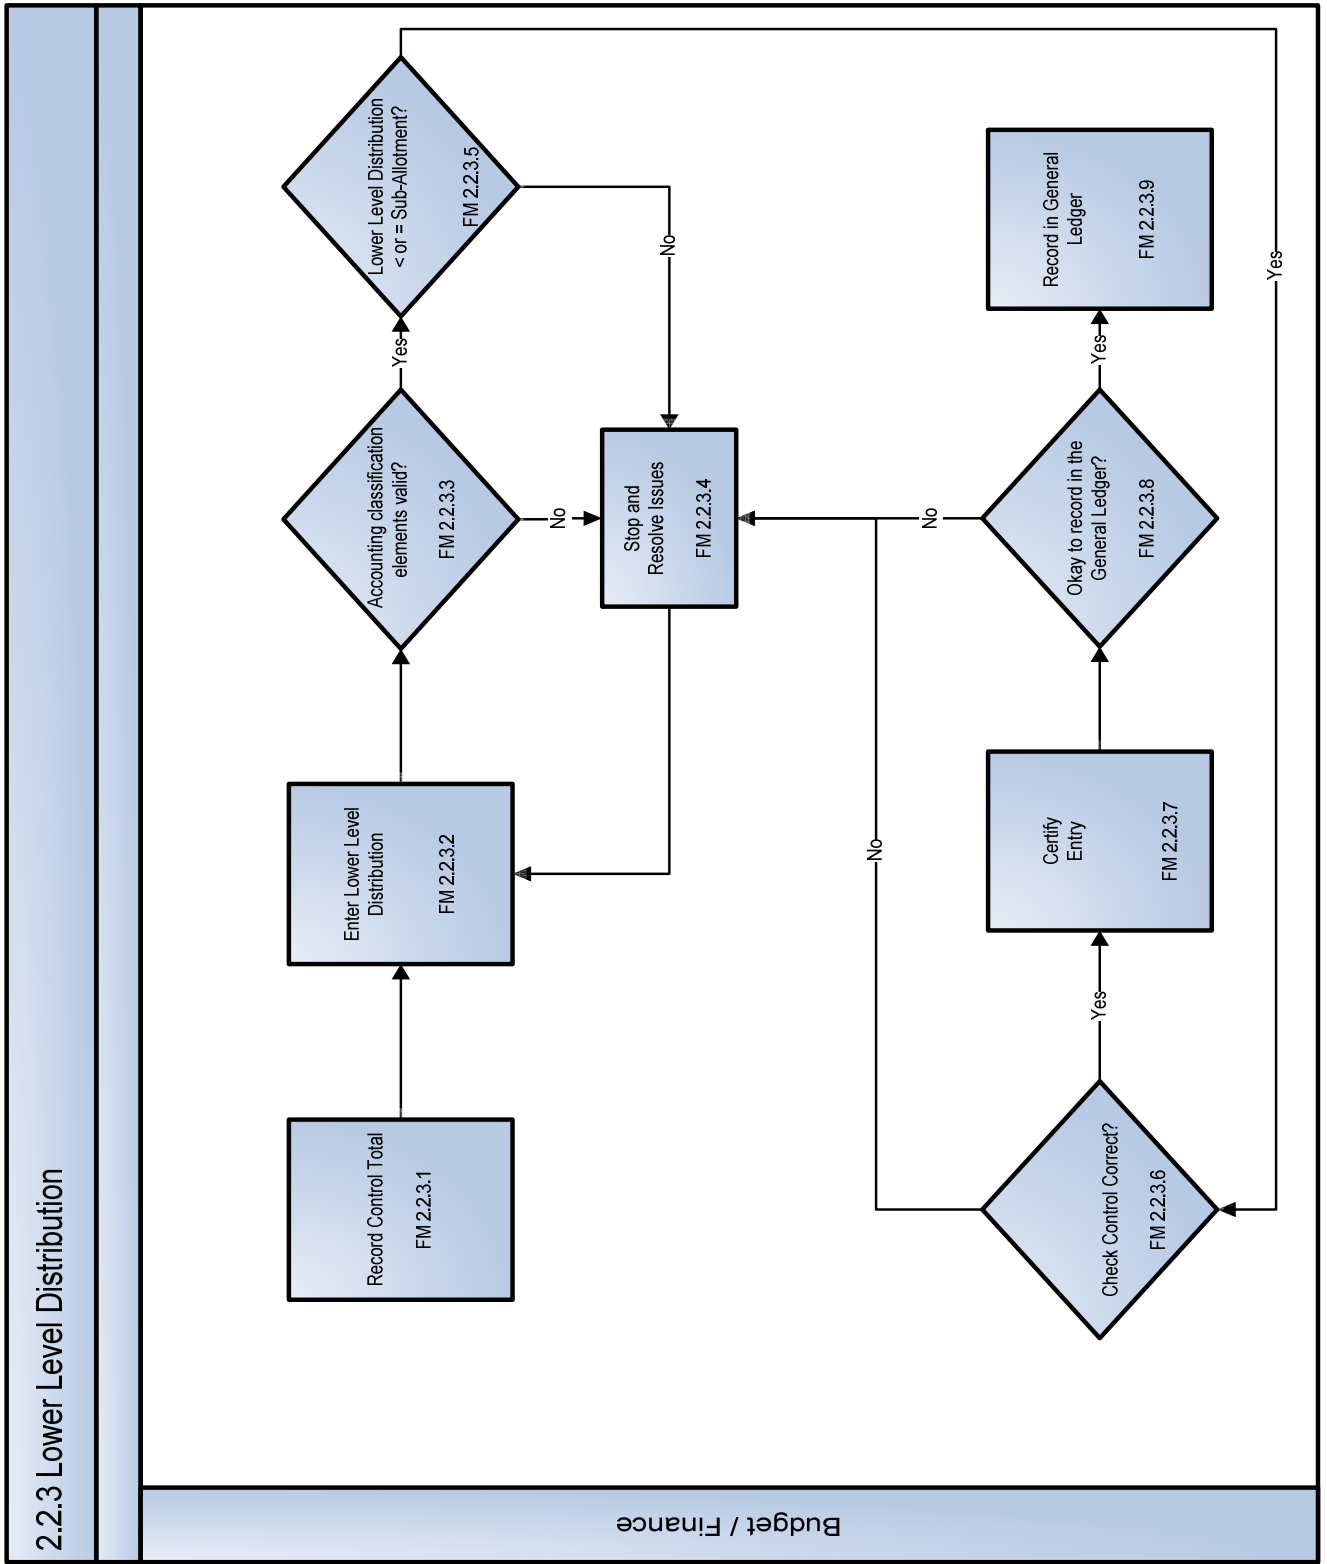 2.2.3 Lower Level Distribution
Budget / Finance
Record Control Total
FM 2.2.3.1
Enter Lower Level
Distribution
FM 2.2.3.2
Accounting classification
elements valid?
FM 2.2.3.3
Yes
No
Lower Level Distribution
< or = Sub-Allotment?
FM 2.2.3.5
No
Yes
Stop and
Resolve Issues
FM 2.2.3.4
Check Control Correct?
FM 2.2.3.6
No
Yes
Certify
Entry
FM 2.2.3.7
Okay to record in the
General Ledger?
FM 2.2.3.8
No
Yes
Record in General
Ledger
FM 2.2.3.9